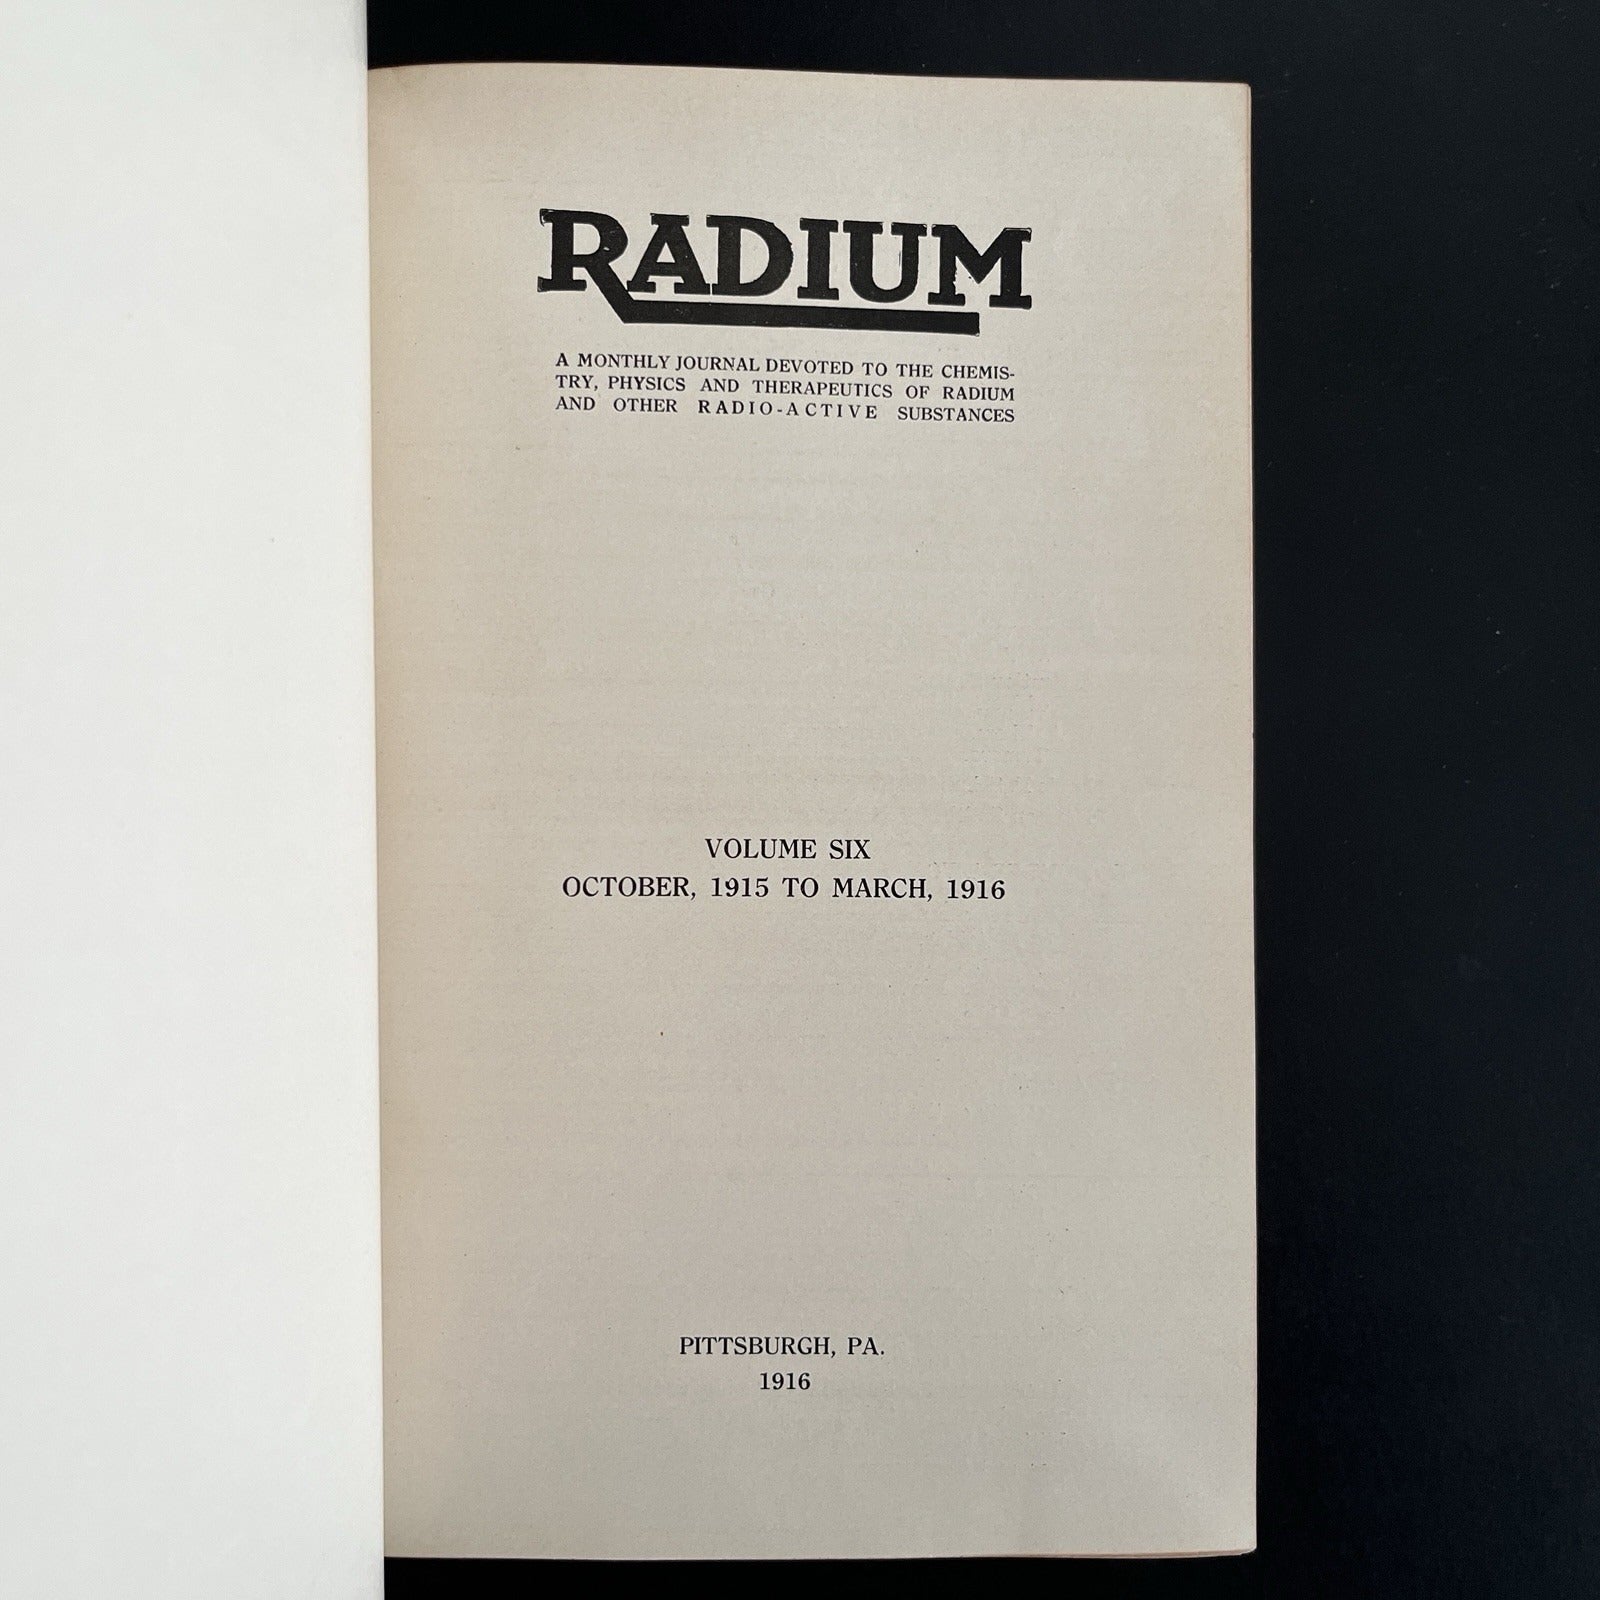 RADIUM
A MONTHLY JOURNAL DEVOTED TO THE CHEMIS-
TRY, PHYSICS AND THERAPEUTICS OF RADIUM
AND OTHER RADIO-ACTIVE SUBSTANCES
VOLUME SIX
OCTOBER, 1915 TO MARCH, 1916
PITTSBURGH, PA.
1916